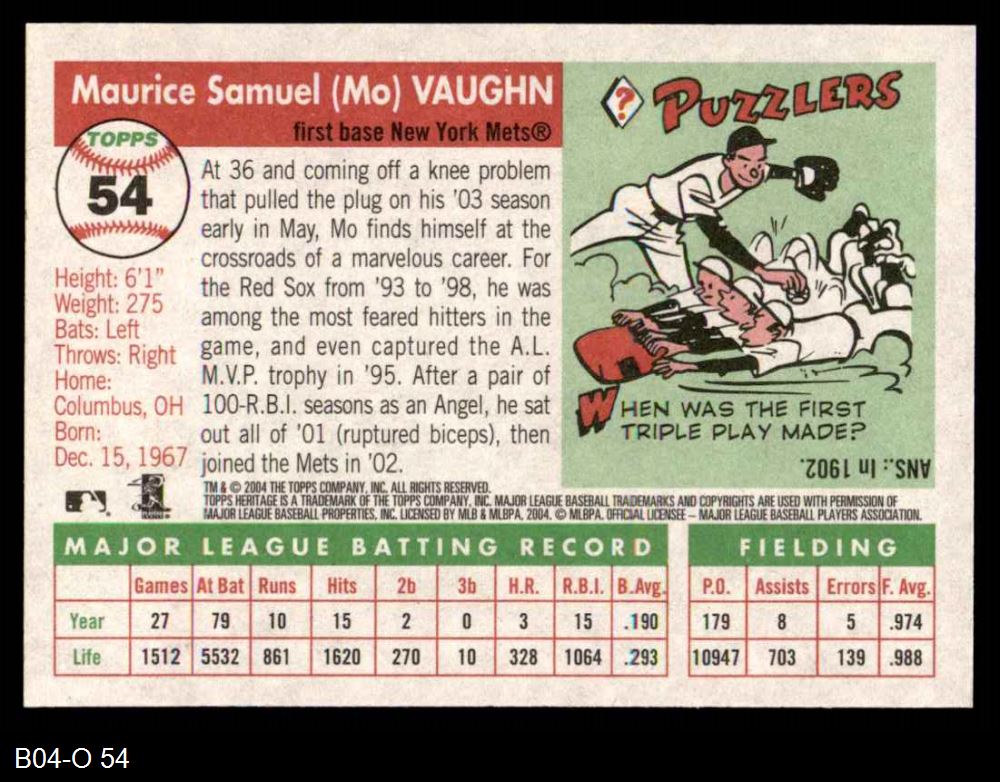 Maurice Samuel (Mo) VAUGHN
first base New York Mets®
TOPPS
54
Height: 6'1"
Weight: 275
Bats: Left
Throws: Right
Home:
Columbus, OH
Born:
Dec. 15, 1967
At 36 and coming off a knee problem
that pulled the plug on his '03 season
early in May, Mo finds himself at the
crossroads of a marvelous career. For
the Red Sox from '93 to '98, he was
among the most feared hitters in the
game, and even captured the A.L.
M.V.P. trophy in '95. After a pair of
100-R.B.I. seasons as an Angel, he sat
out all of '01 (ruptured biceps), then
joined the Mets in '02.
?
PUZZLERS
WHEN WAS THE FIRST
TRIPLE PLAY MADE?
ANS.: In 1902.
TM & © 2004 THE TOPPS COMPANY, INC. ALL RIGHTS RESERVED.
TOPPS HERITAGE IS A TRADEMARK OF THE TOPPS COMPANY, INC. MAJOR LEAGUE BASEBALL TRADEMARKS AND COPYRIGHTS ARE USED WITH PERMISSION OF
MAJOR LEAGUE BASEBALL PROPERTIES, INC. LICENSED BY MLB & MLBPA, 2004. © MLBPA. OFFICIAL LICENSEE – MAJOR LEAGUE BASEBALL PLAYERS ASSOCIATION.
MAJOR LEAGUE BATTING RECORD FIELDING
Games At Bat Runs Hits 2b 3b H.R. R.B.I. B.Avg. P.O. Assists Errors F. Avg.
Year 27 79 10 15 2 0 3 15 .190 179 8 5 .974
Life 1512 5532 861 1620 270 10 328 1064 .293 10947 703 139 .988
B04-O 54